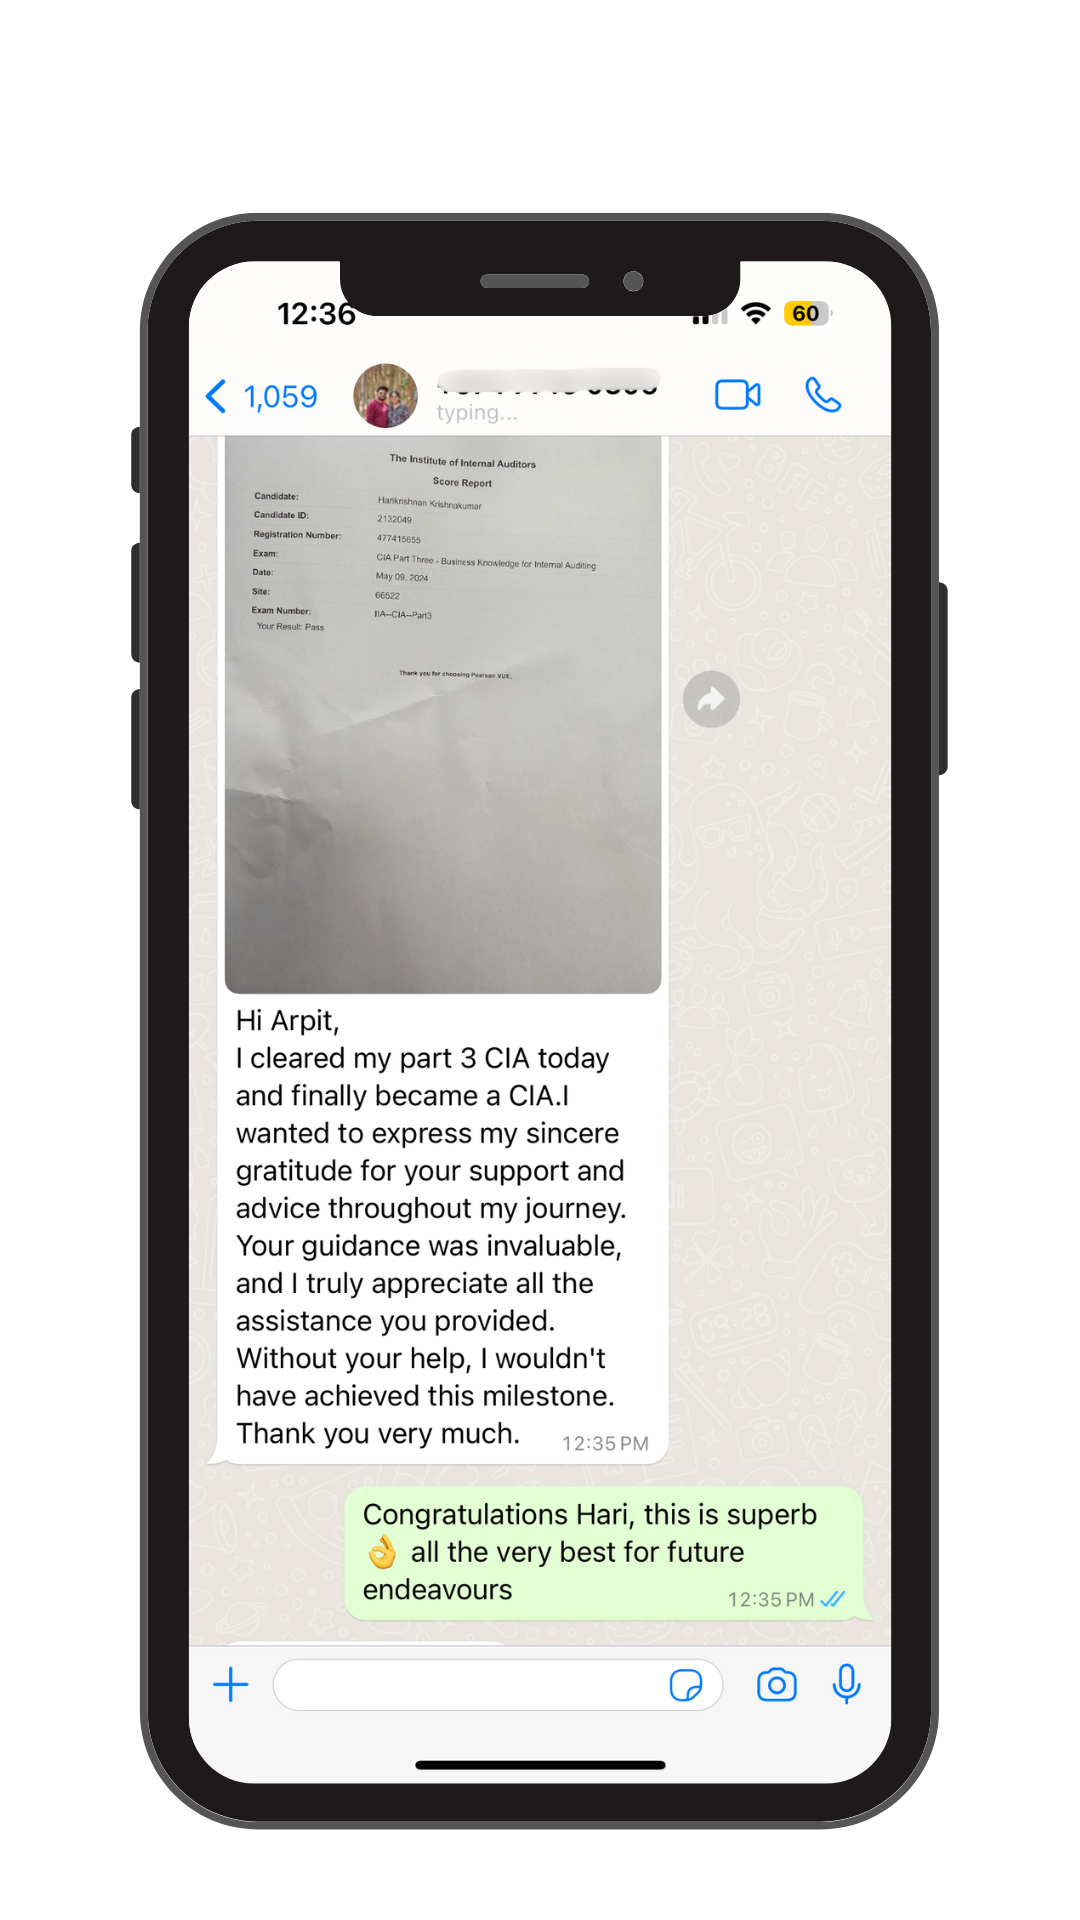 12:36
60
1,059
typing...
The Institute of Internal Auditors
Score Report
Candidate: Harikrishnan Krishnakumar
Candidate ID: 2132049
Registration Number: 477415655
Exam: CIA Part Three - Business Knowledge for Internal Auditing
Date: May 09, 2024
Site: 66522
Exam Number: IIA--CIA--Part3
Your Result: Pass
Thank you for choosing Pearson VUE.
Hi Arpit,
I cleared my part 3 CIA today
and finally became a CIA.I
wanted to express my sincere
gratitude for your support and
advice throughout my journey.
Your guidance was invaluable,
and I truly appreciate all the
assistance you provided.
Without your help, I wouldn't
have achieved this milestone.
Thank you very much.
12:35 PM
Congratulations Hari, this is superb
👌 all the very best for future
endeavours
12:35 PM